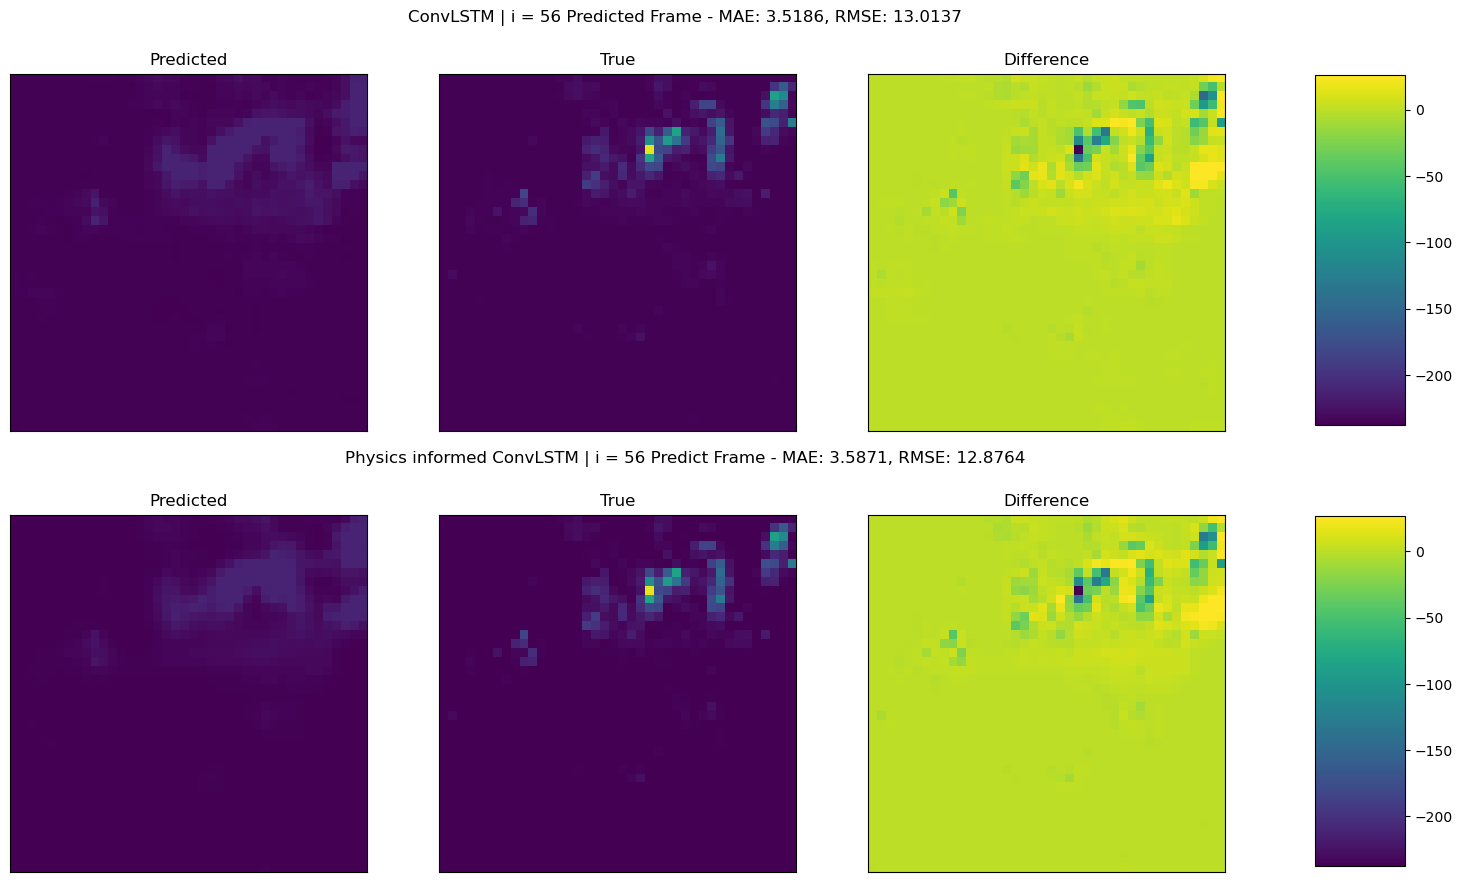 ConvLSTM | i = 56 Predicted Frame - MAE: 3.5186, RMSE: 13.0137
Predicted
True
Difference
0
−50
−100
−150
−200
Physics informed ConvLSTM | i = 56 Predict Frame - MAE: 3.5871, RMSE: 12.8764
Predicted
True
Difference
0
−50
−100
−150
−200